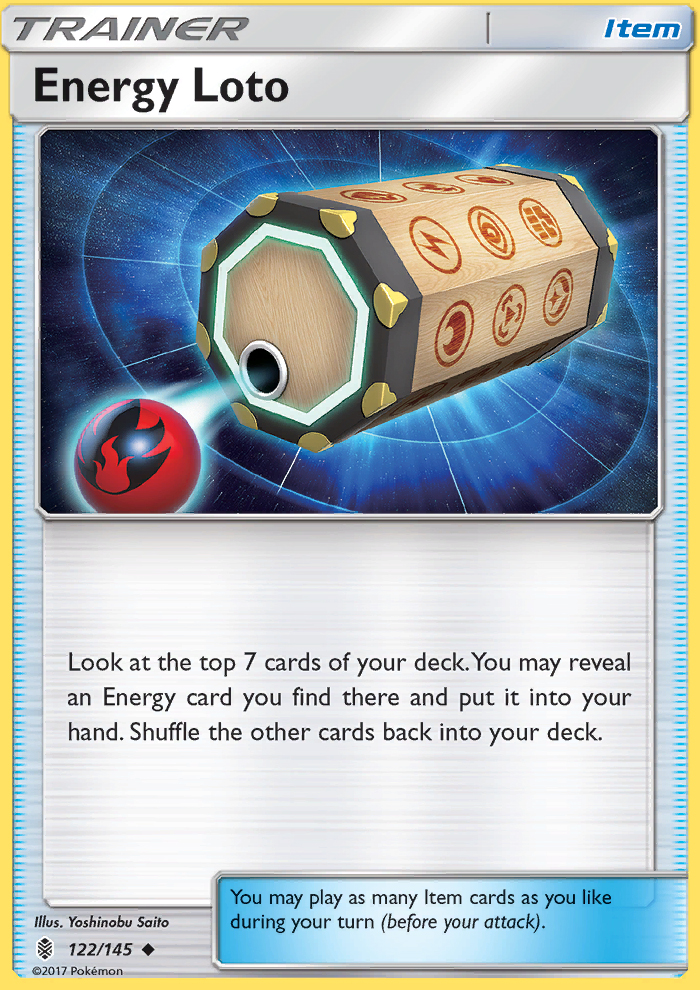 TRAINER
Item
Energy Loto
Look at the top 7 cards of your deck. You may reveal
an Energy card you find there and put it into your
hand. Shuffle the other cards back into your deck.
You may play as many Item cards as you like
during your turn (before your attack).
Illus. Yoshinobu Saito
122/145
©2017 Pokémon